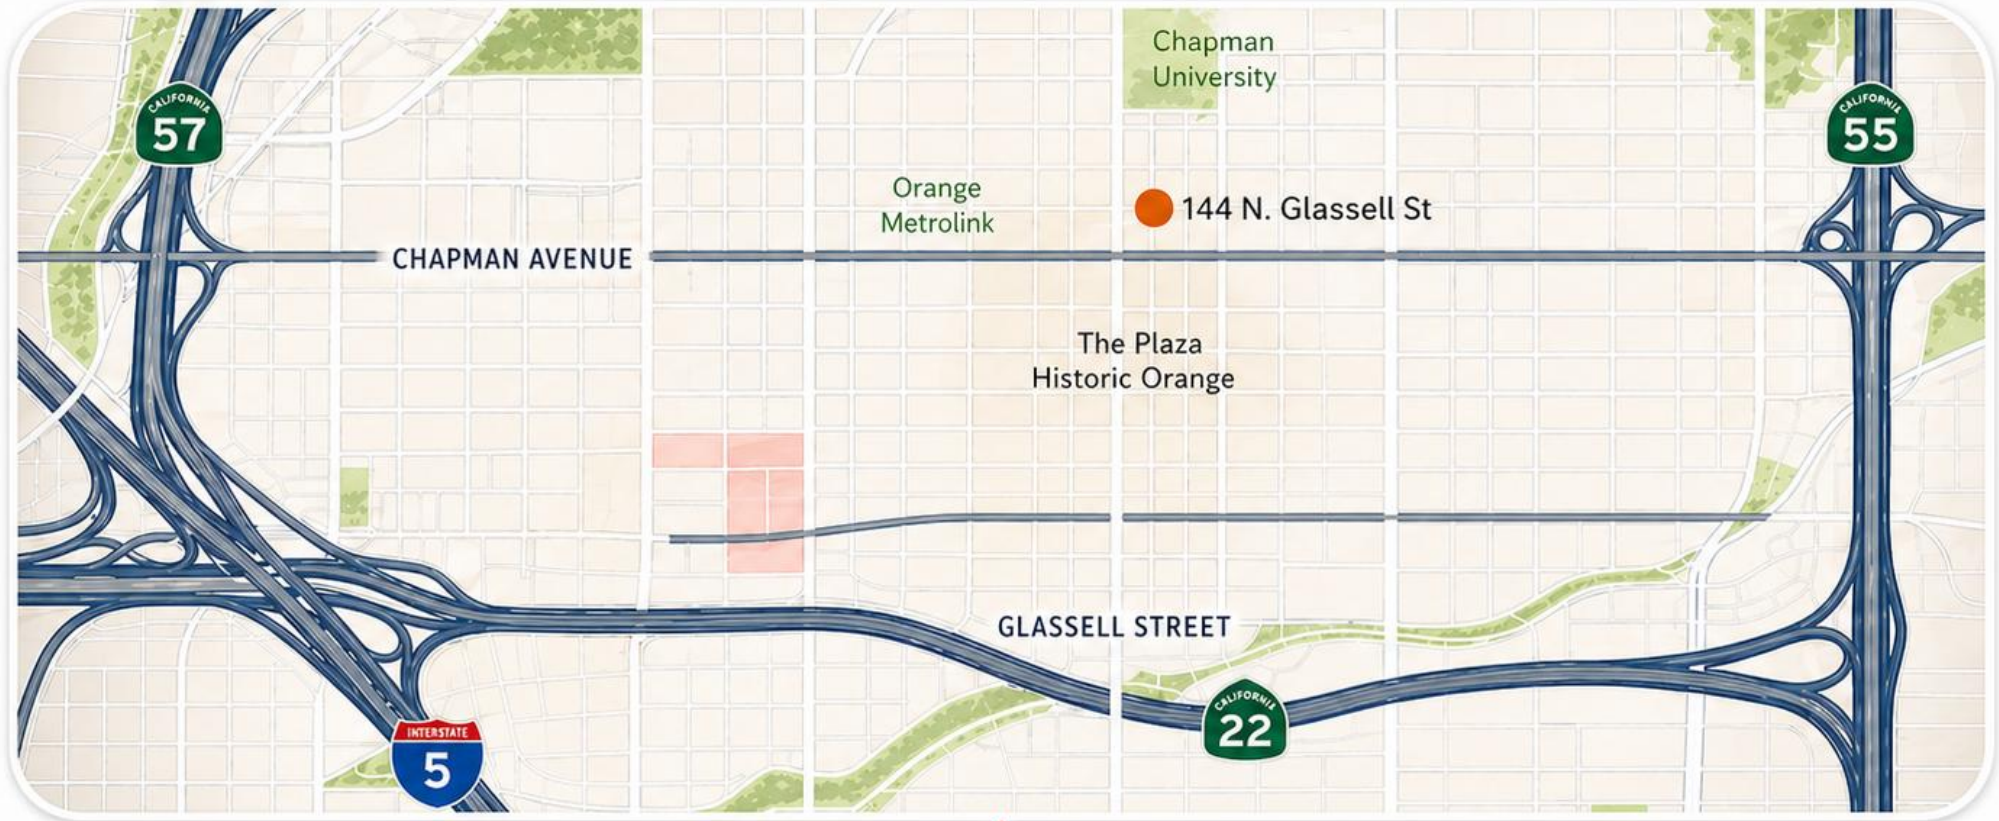 Chapman
University
CALIFORNIA
57
CALIFORNIA
55
Orange
Metrolink
144 N. Glassell St
CHAPMAN AVENUE
The Plaza
Historic Orange
GLASSELL STREET
CALIFORNIA
22
INTERSTATE
5